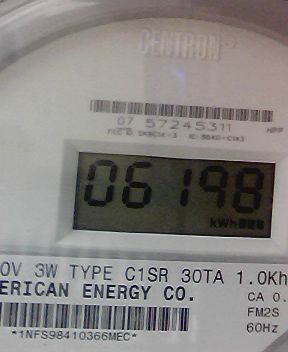 CENTRON
07 57245311
HPP
06198
kWh
0V 3W TYPE C1SR 30TA 1.0Kh
ERICAN ENERGY CO.
CA 0.
FM2S
60Hz
*1NFS98410366MEC*